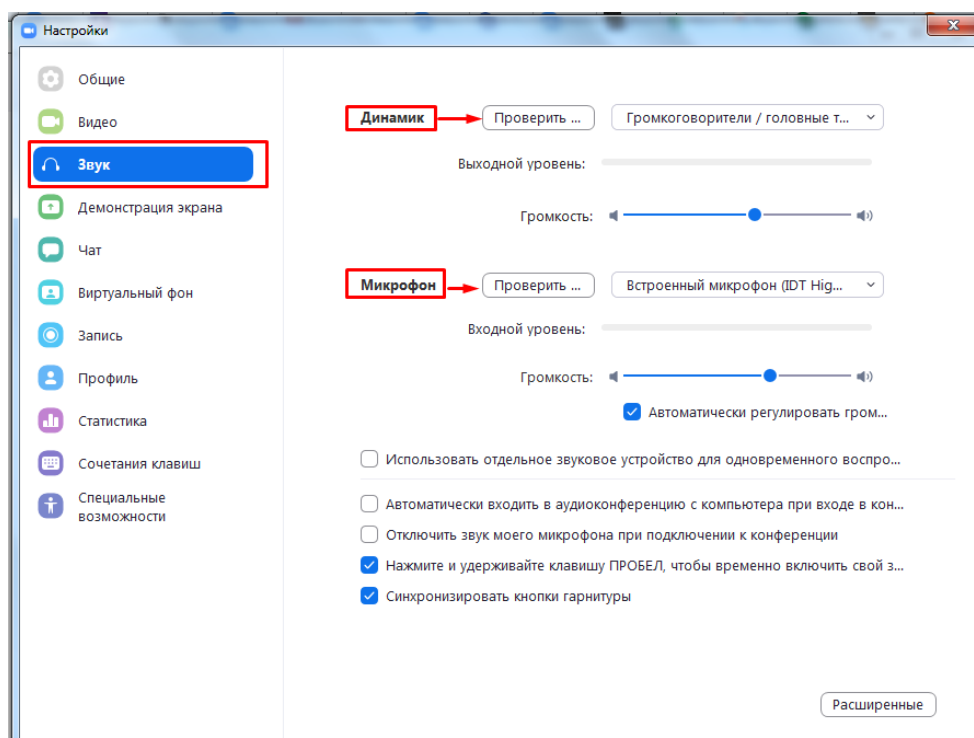 Настройки
Общие
Видео
Звук
Демонстрация экрана
Чат
Виртуальный фон
Запись
Профиль
Статистика
Сочетания клавиш
Специальные
возможности
Динамик Проверить ... Громкоговорители / головные т...
Выходной уровень:
Громкость:
Микрофон Проверить ... Встроенный микрофон (IDT Hig...
Входной уровень:
Громкость:
Автоматически регулировать гром...
Использовать отдельное звуковое устройство для одновременного воспро...
Автоматически входить в аудиоконференцию с компьютера при входе в кон...
Отключить звук моего микрофона при подключении к конференции
Нажмите и удерживайте клавишу ПРОБЕЛ, чтобы временно включить свой з...
Синхронизировать кнопки гарнитуры
Расширенные